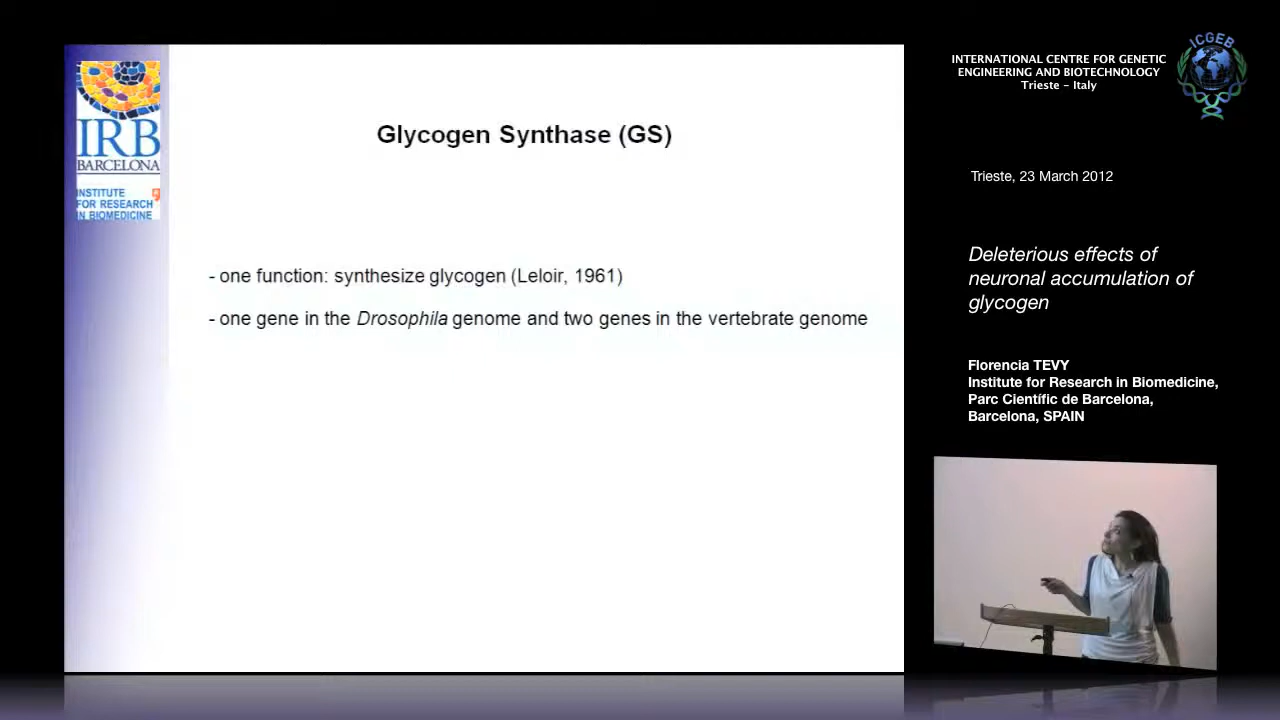 IRB
BARCELONA
INSTITUTE
FOR RESEARCH
IN BIOMEDICINE
Glycogen Synthase (GS)
- one function: synthesize glycogen (Leloir, 1961)
- one gene in the Drosophila genome and two genes in the vertebrate genome
INTERNATIONAL CENTRE FOR GENETIC
ENGINEERING AND BIOTECHNOLOGY
Trieste - Italy
ICGEB
Trieste, 23 March 2012
Deleterious effects of
neuronal accumulation of
glycogen
Florencia TEVY
Institute for Research in Biomedicine,
Parc Científic de Barcelona,
Barcelona, SPAIN